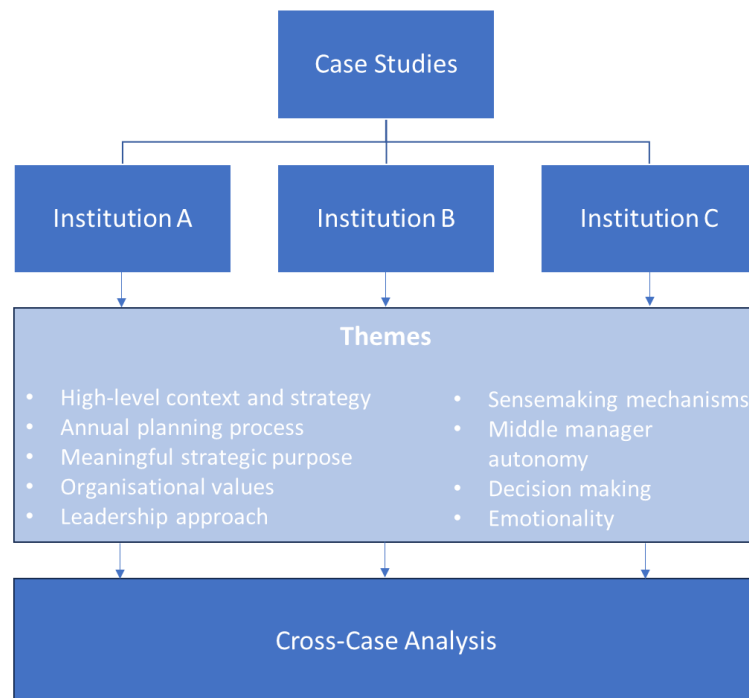 Case Studies
Institution A
Institution B
Institution C
Themes
• High-level context and strategy
• Annual planning process
• Meaningful strategic purpose
• Organisational values
• Leadership approach
• Sensemaking mechanisms
• Middle manager
autonomy
• Decision making
• Emotionality
Cross-Case Analysis